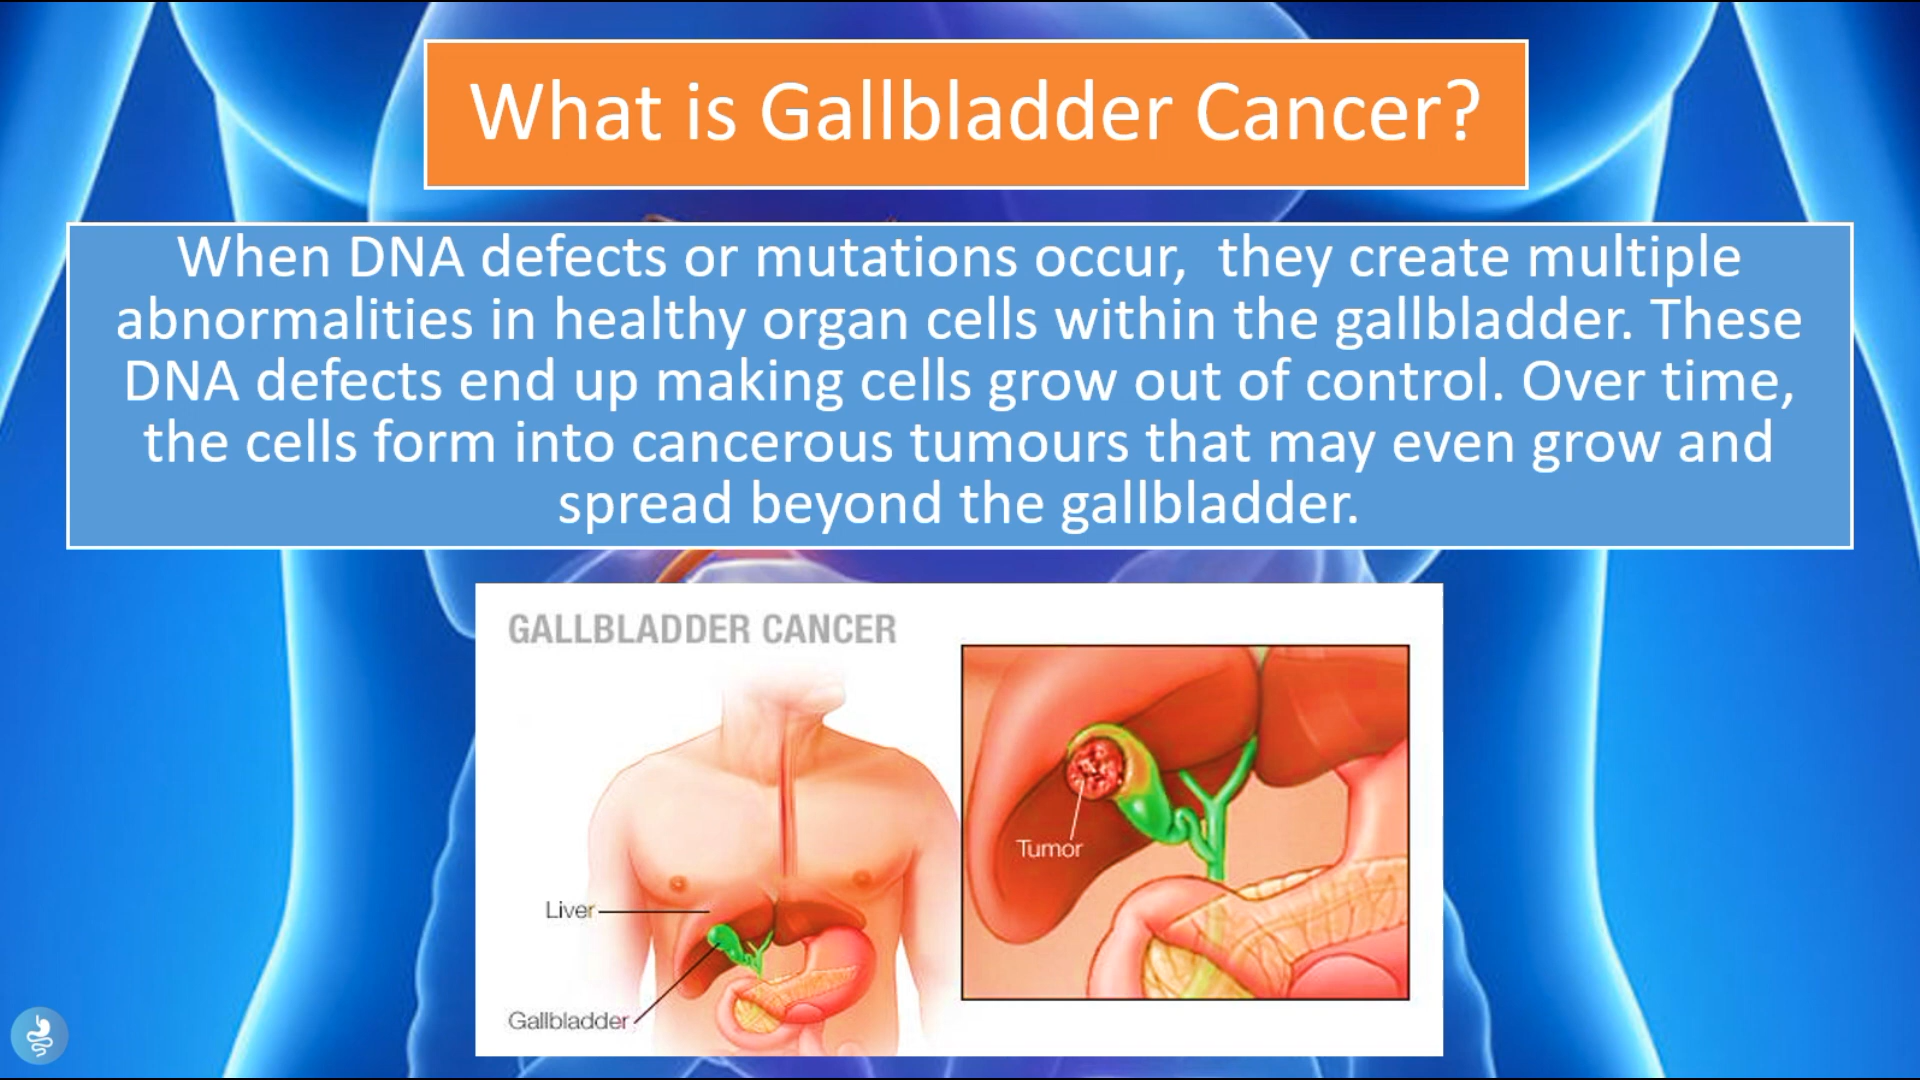 What is Gallbladder Cancer?
When DNA defects or mutations occur,  they create multiple
abnormalities in healthy organ cells within the gallbladder. These
DNA defects end up making cells grow out of control. Over time,
the cells form into cancerous tumours that may even grow and
spread beyond the gallbladder.
GALLBLADDER CANCER
Tumor
Liver
Gallbladder